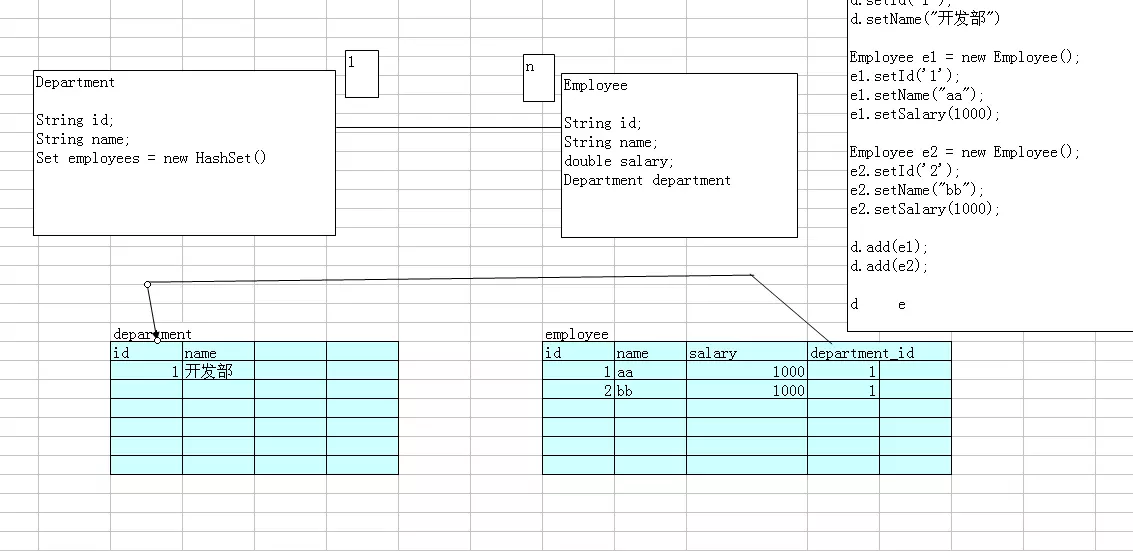 Department
String id;
String name;
Set employees = new HashSet()
1
n
Employee
String id;
String name;
double salary;
Department department
d.setId('1');
d.setName("开发部")
Employee e1 = new Employee();
e1.setId('1');
e1.setName("aa");
e1.setSalary(1000);
Employee e2 = new Employee();
e2.setId('2');
e2.setName("bb");
e2.setSalary(1000);
d.add(e1);
d.add(e2);
d e
department
id name
1 开发部
employee
id name salary department_id
1 aa 1000 1
2 bb 1000 1